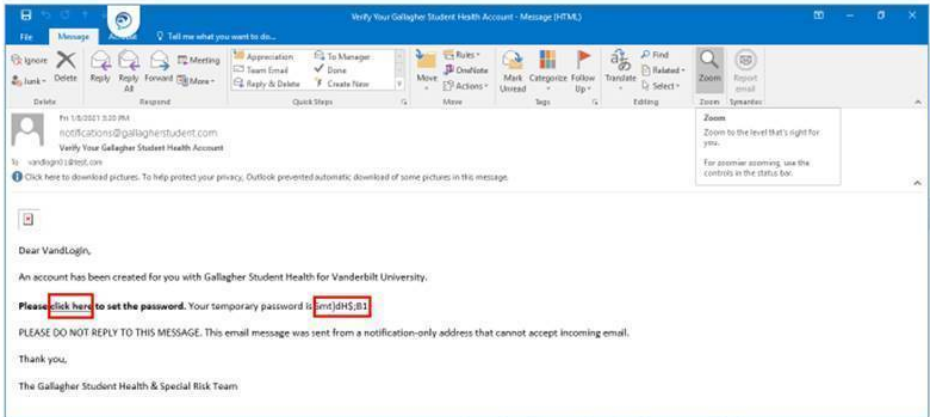 Verify Your Gallagher Student Health Account - Message (HTML)
File Message Tell me what you want to do...
Ignore
Junk
Delete
Reply
Reply All
Forward
Meeting
More
Appreciation
Team Email
Reply & Delete
To Manager
Done
Create New
Move
Rules
OneNote
Actions
Mark Unread
Categorize
Follow Up
Translate
Find
Related
Select
Zoom
Report email
Delete Respond Quick Steps Move Tags Editing Zoom Symantec
Fri 1/8/2021 3:20 PM
notifications@gallagherstudent.com
Verify Your Gallagher Student Health Account
To vandlogin01@test.com
Click here to download pictures. To help protect your privacy, Outlook prevented automatic download of some pictures in this message.
Zoom
Zoom to the level that's right for you.
For zoomier zooming, use the controls in the status bar.
Dear VandLogin,
An account has been created for you with Gallagher Student Health for Vanderbilt University.
Please click here to set the password. Your temporary password is
PLEASE DO NOT REPLY TO THIS MESSAGE. This email message was sent from a notification-only address that cannot accept incoming email.
Thank you,
The Gallagher Student Health & Special Risk Team